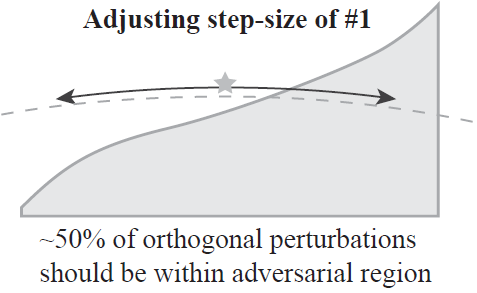 Adjusting step-size of #1
~50% of orthogonal perturbations
should be within adversarial region